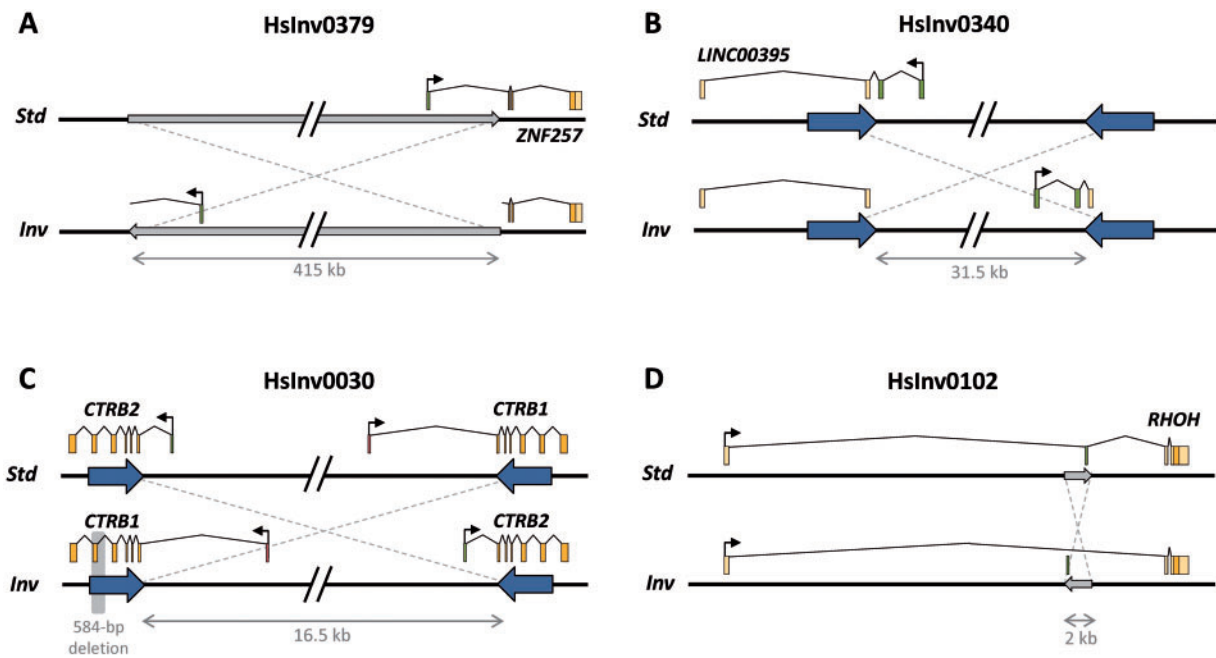 A
HsInv0379
Std
ZNF257
Inv
415 kb
B
HsInv0340
LINC00395
Std
Inv
31.5 kb
C
HsInv0030
CTRB2
CTRB1
Std
CTRB1
CTRB2
Inv
584-bp
deletion
16.5 kb
D
HsInv0102
RHOH
Std
Inv
2 kb